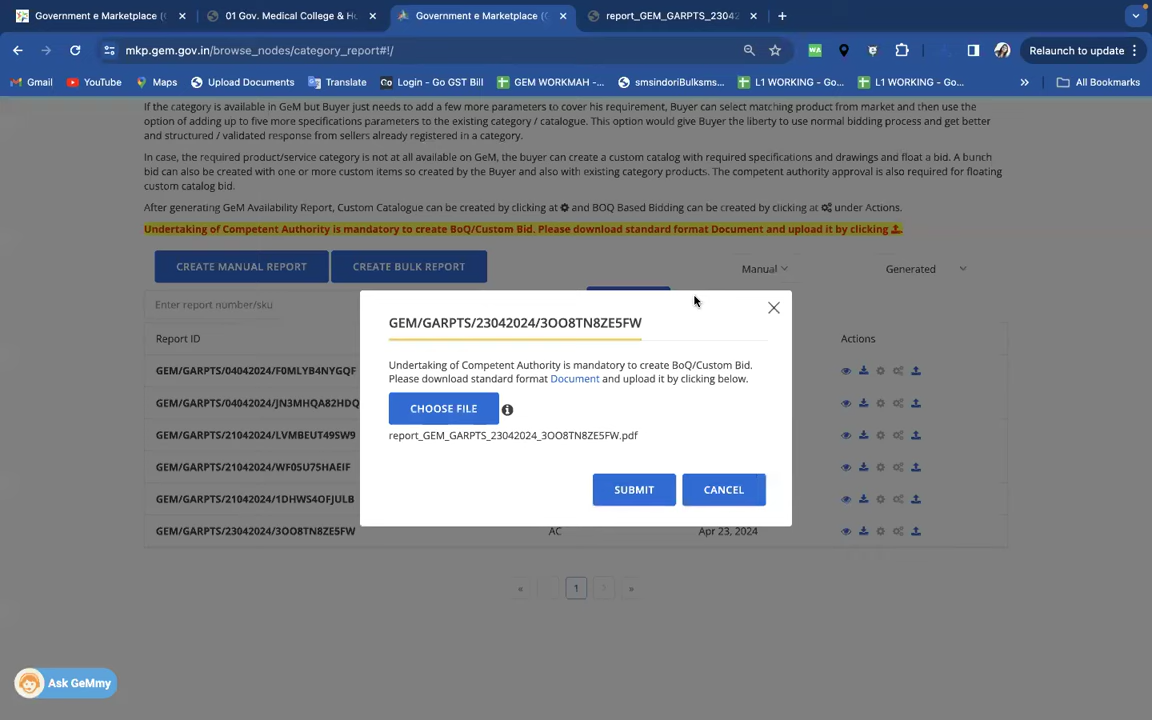 Government e Marketplace (
01 Gov. Medical College & H
Government e Marketplace (
report_GEM_GARPTS_23042
mkp.gem.gov.in/browse_nodes/category_report#!/
Relaunch to update
Gmail
YouTube
Maps
Upload Documents
Translate
Login - Go GST Bill
GEM WORKMAH -...
smsindoriBulksms...
L1 WORKING - Go...
L1 WORKING - Go...
All Bookmarks
If the category is available in GeM but Buyer just needs to add a few more parameters to cover his requirement, Buyer can select matching product from market and then use the
option of adding up to five more specifications parameters to the existing category / catalogue. This option would give Buyer the liberty to use normal bidding process and get better
and structured / validated response from sellers already registered in a category.
In case, the required product/service category is not at all available on GeM, the buyer can create a custom catalog with required specifications and drawings and float a bid. A bunch
bid can also be created with one or more custom items so created by the Buyer and also with existing category products. The competent authority approval is also required for floating
custom catalog bid.
After generating GeM Availability Report, Custom Catalogue can be created by clicking at and BOQ Based Bidding can be created by clicking at under Actions.
Undertaking of Competent Authority is mandatory to create BoQ/Custom Bid. Please download standard format Document and upload it by clicking .
CREATE MANUAL REPORT
CREATE BULK REPORT
Manual
Generated
Enter report number/sku
Report ID
Actions
GEM/GARPTS/04042024/F0MLYB4NYGQF
GEM/GARPTS/04042024/JN3MHQA82HDQ
GEM/GARPTS/21042024/LVMBEUT49SW9
GEM/GARPTS/21042024/WF05U7SHAEIF
GEM/GARPTS/21042024/1DHWS4OFJULB
GEM/GARPTS/23042024/3OO8TN8ZE5FW
AC
Apr 23, 2024
GEM/GARPTS/23042024/3OO8TN8ZE5FW
Undertaking of Competent Authority is mandatory to create BoQ/Custom Bid.
Please download standard format Document and upload it by clicking below.
CHOOSE FILE
report_GEM_GARPTS_23042024_3OO8TN8ZE5FW.pdf
SUBMIT
CANCEL
« 1 »
Ask GeMmy